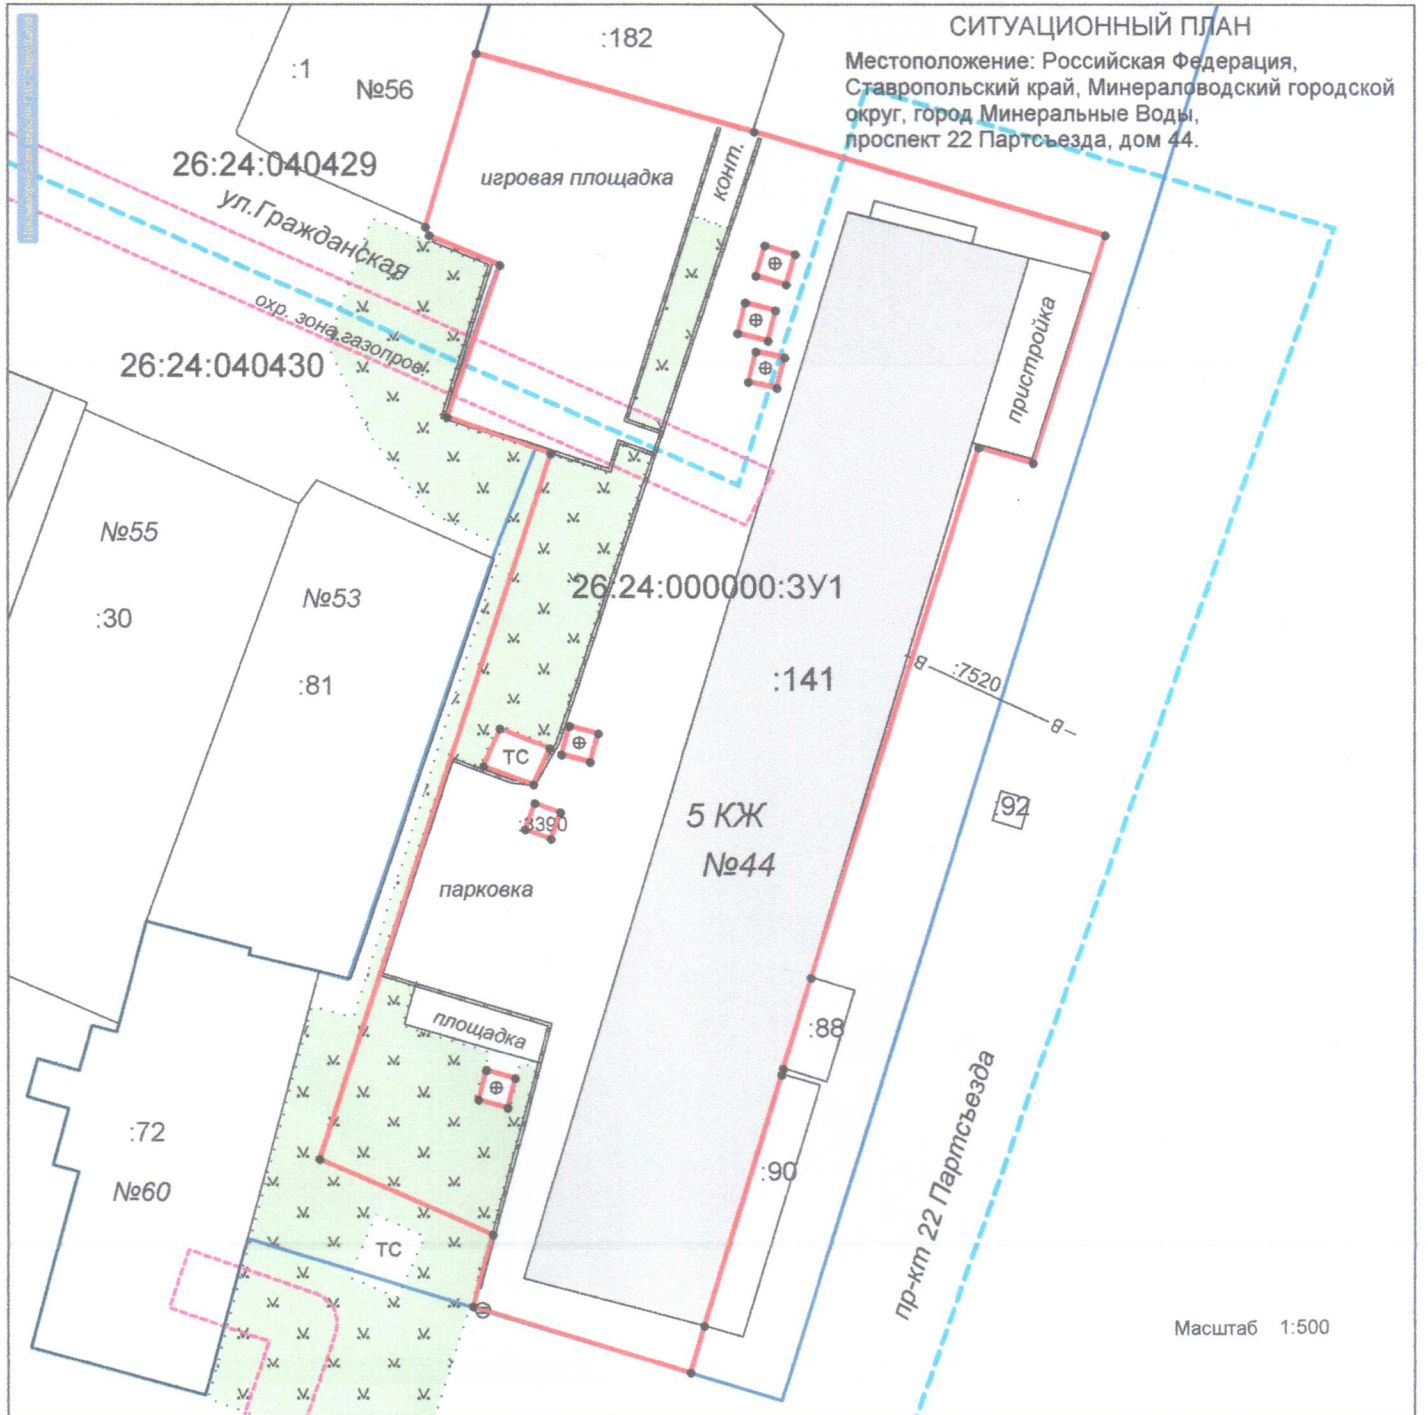 СИТУАЦИОННЫЙ ПЛАН
Местоположение: Российская Федерация,
Ставропольский край, Минераловодский городской
округ, город Минеральные Воды,
проспект 22 Партсъезда, дом 44.
:182
:1
№56
26:24:040429
ул.Гражданская
игровая площадка
конт.
охр. зона газопров.
26:24:040430
пристройка
№55
:30
№53
:81
26:24:000000:ЗУ1
:141
В
:7520
В
ТС
:3390
5 КЖ
№44
:92
парковка
площадка
:88
:72
№60
:90
ТС
пр-кт 22 Партсъезда
Масштаб 1:500